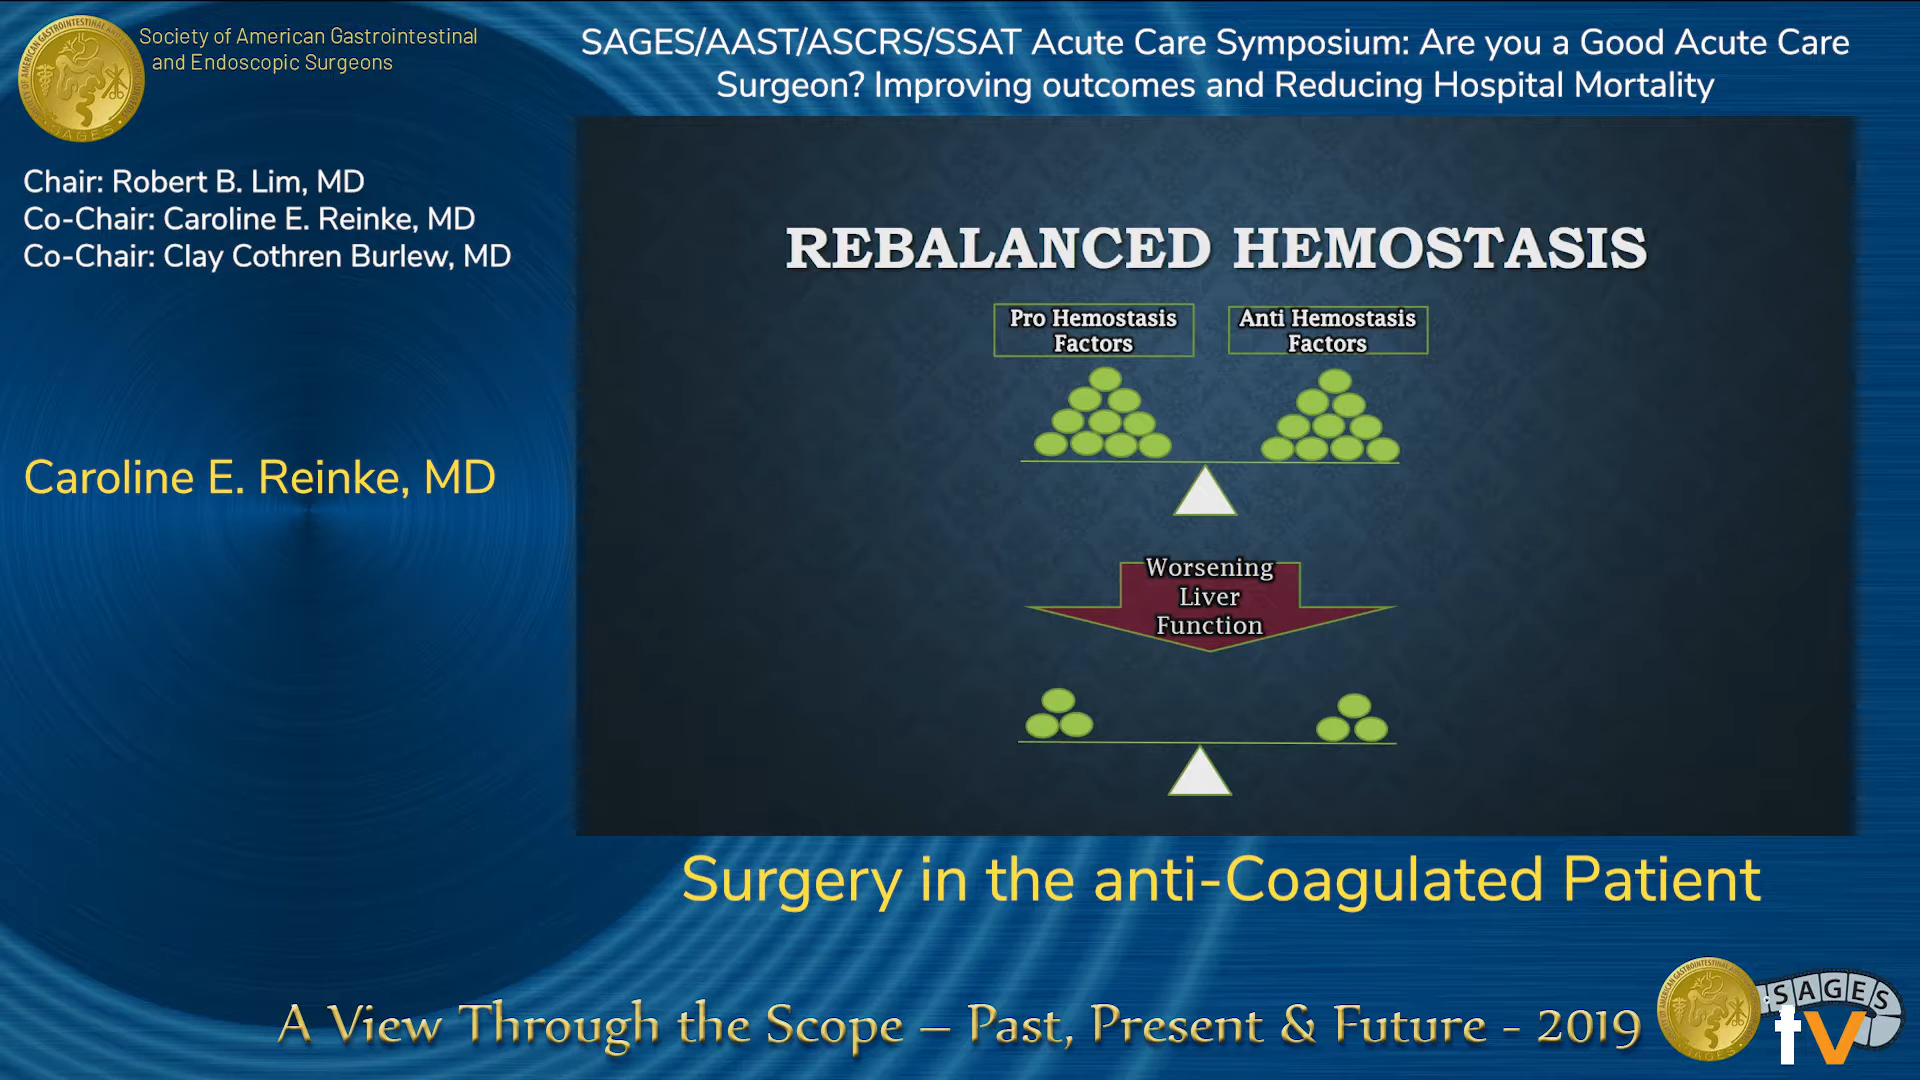 Society of American Gastrointestinal
and Endoscopic Surgeons
SAGES/AAST/ASCRS/SSAT Acute Care Symposium: Are you a Good Acute Care
Surgeon? Improving outcomes and Reducing Hospital Mortality
Chair: Robert B. Lim, MD
Co-Chair: Caroline E. Reinke, MD
Co-Chair: Clay Cothren Burlew, MD
Caroline E. Reinke, MD
REBALANCED HEMOSTASIS
Pro Hemostasis
Factors
Anti Hemostasis
Factors
Worsening
Liver
Function
Surgery in the anti-Coagulated Patient
A View Through the Scope – Past, Present & Future - 2019
SAGES
tv